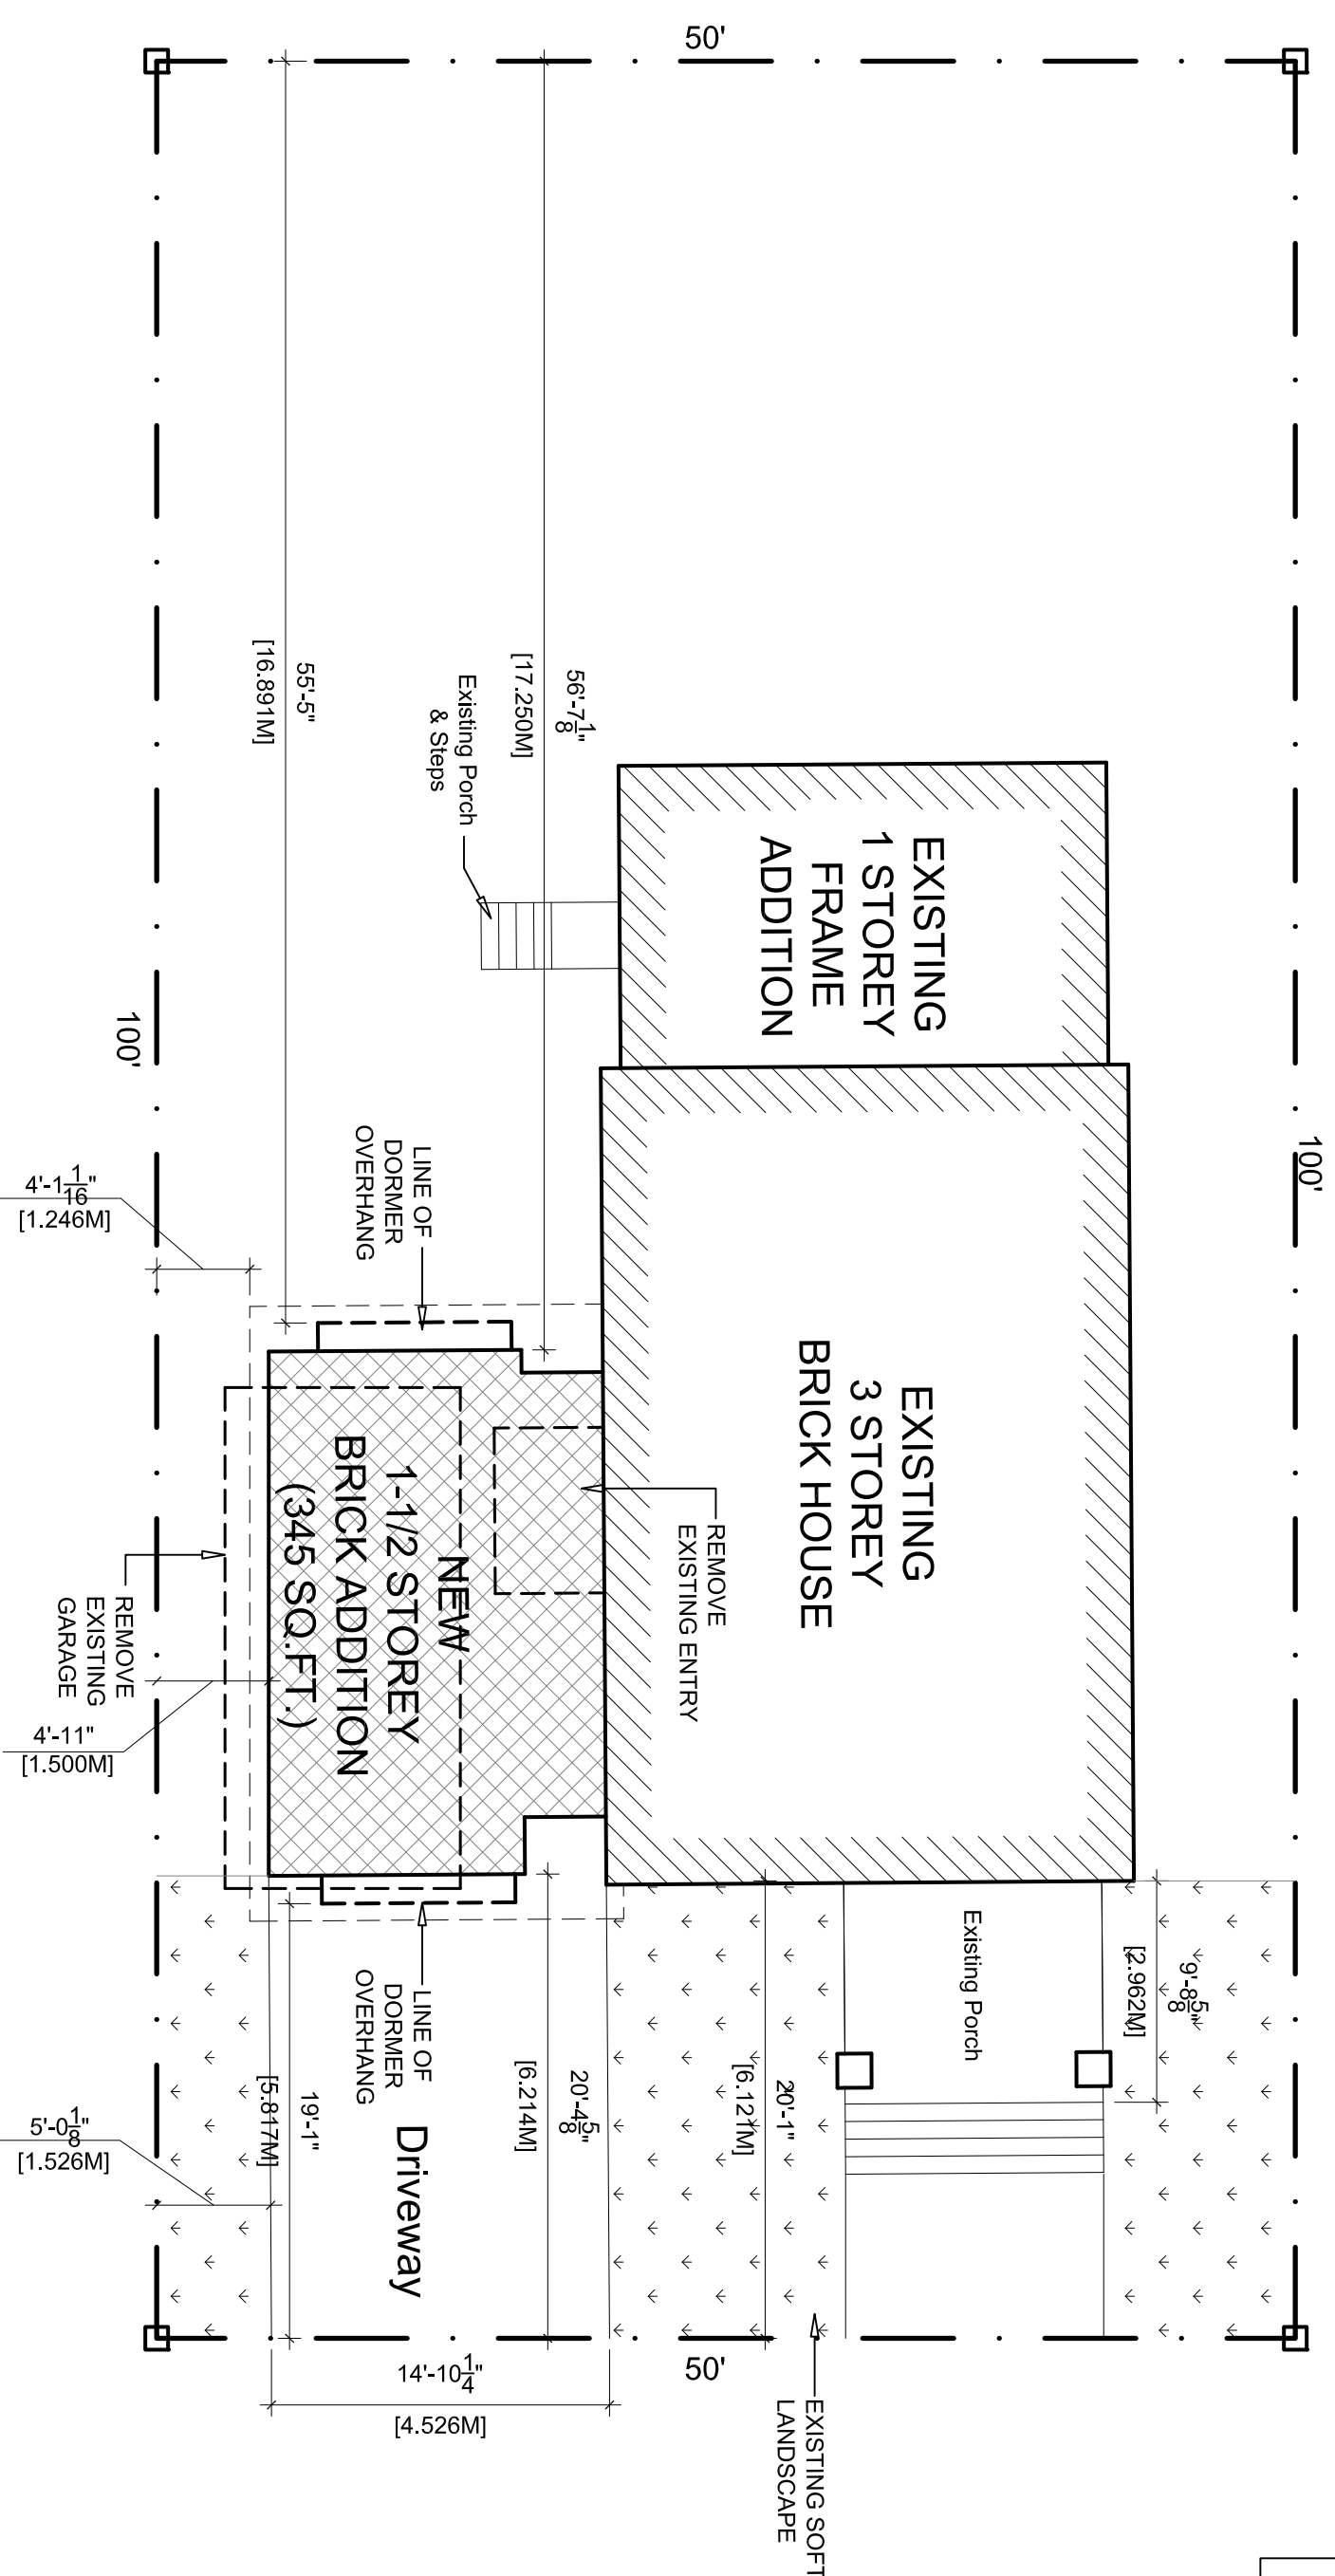 50'
100'
100'
50'
55'-5"
[16.891M]
56'-7 1/8"
[17.250M]
Existing Porch
& Steps
EXISTING
1 STOREY
FRAME
ADDITION
EXISTING
3 STOREY
BRICK HOUSE
LINE OF
DORMER
OVERHANG
4'-1 1/16"
[1.246M]
REMOVE
EXISTING ENTRY
NEW
1-1/2 STOREY
BRICK ADDITION
(345 SQ.FT.)
REMOVE
EXISTING
GARAGE
4'-11"
[1.500M]
LINE OF
DORMER
OVERHANG
Existing Porch
9'-8 5/8"
[2.962M]
20'-1"
[6.121M]
20'-4 5/8"
[6.214M]
19'-1"
[5.817M]
Driveway
5'-0 1/8"
[1.526M]
14'-10 1/4"
[4.526M]
EXISTING SOFT
LANDSCAPE